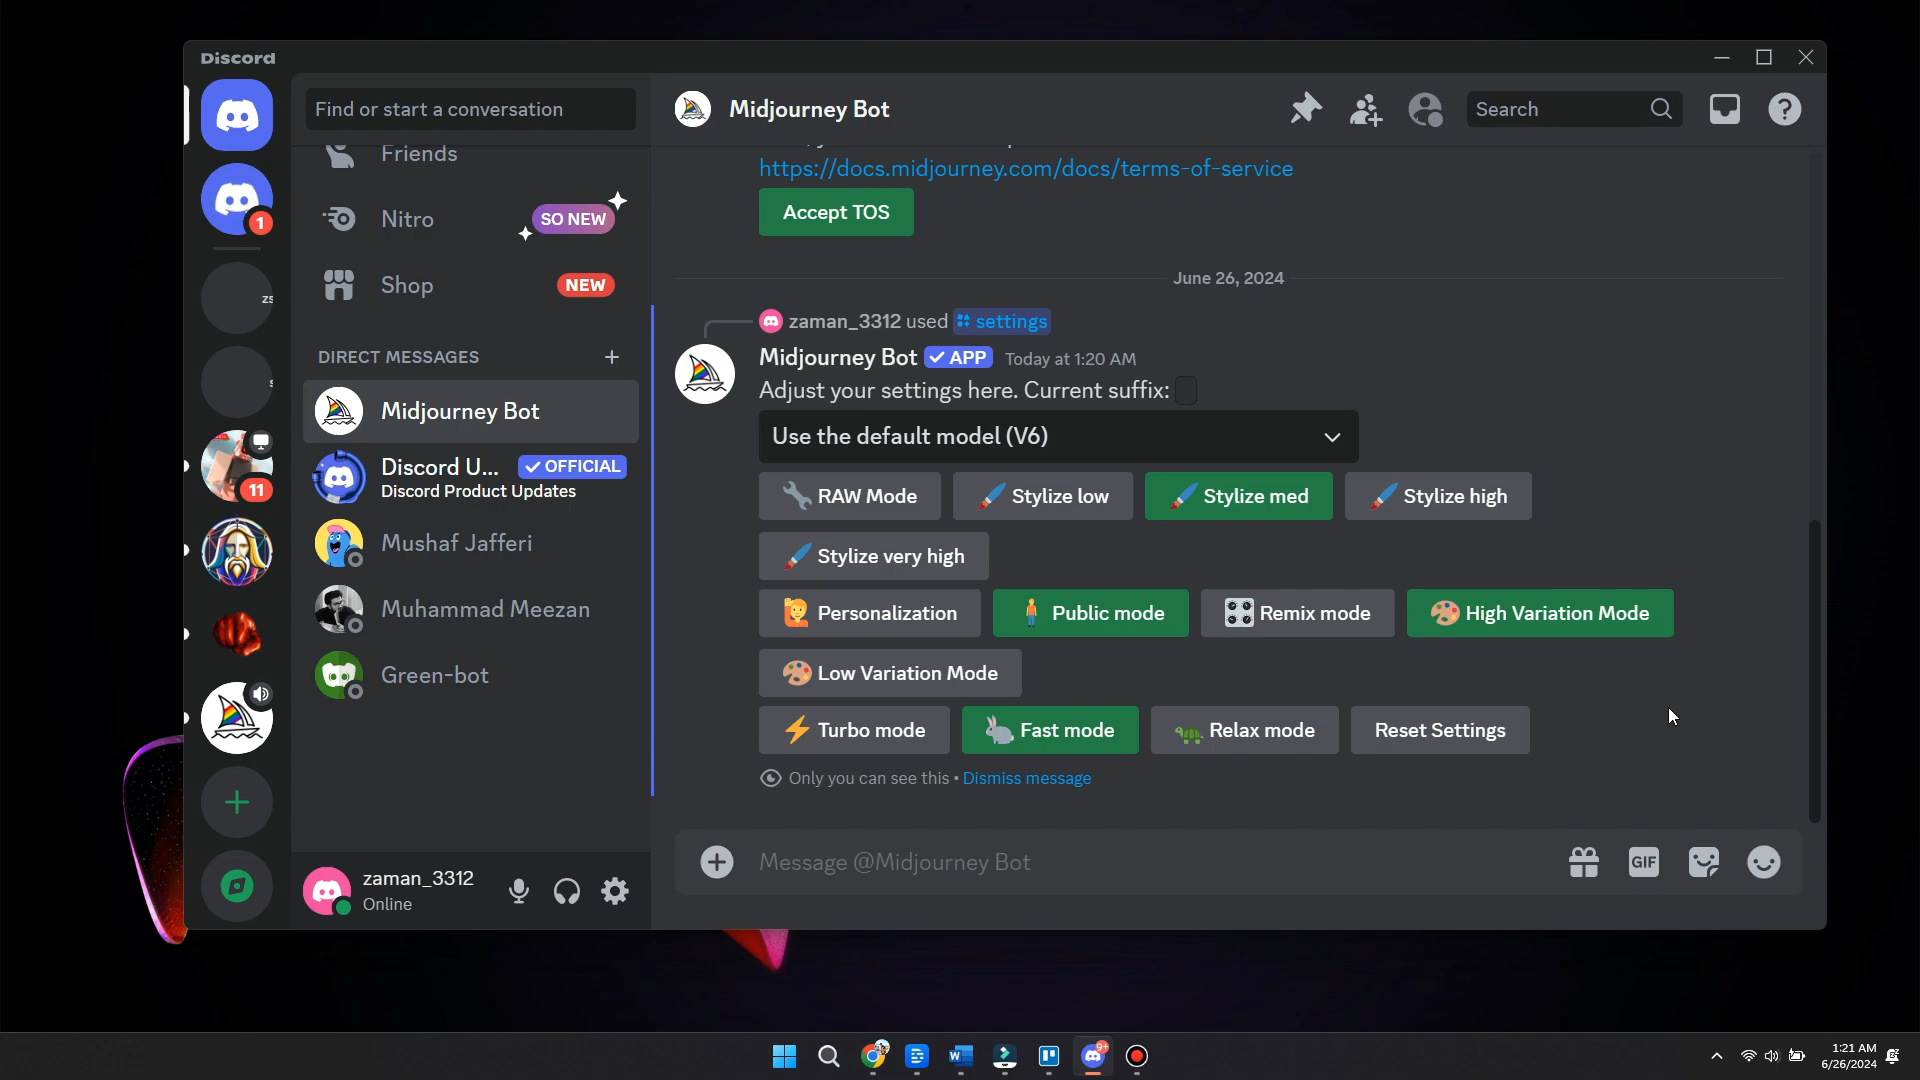 Discord
Find or start a conversation
Friends
Nitro
SO NEW
Shop
NEW
DIRECT MESSAGES
Midjourney Bot
Discord U... OFFICIAL
Discord Product Updates
Mushaf Jafferi
Muhammad Meezan
Green-bot
zaman_3312
Online
1
zs
s
11
Midjourney Bot
Search
https://docs.midjourney.com/docs/terms-of-service
Accept TOS
June 26, 2024
zaman_3312 used settings
Midjourney Bot APP Today at 1:20 AM
Adjust your settings here. Current suffix:
Use the default model (V6)
RAW Mode Stylize low Stylize med Stylize high
Stylize very high
Personalization Public mode Remix mode High Variation Mode
Low Variation Mode
Turbo mode Fast mode Relax mode Reset Settings
Only you can see this • Dismiss message
Message @Midjourney Bot
GIF
9+
1:21 AM
6/26/2024